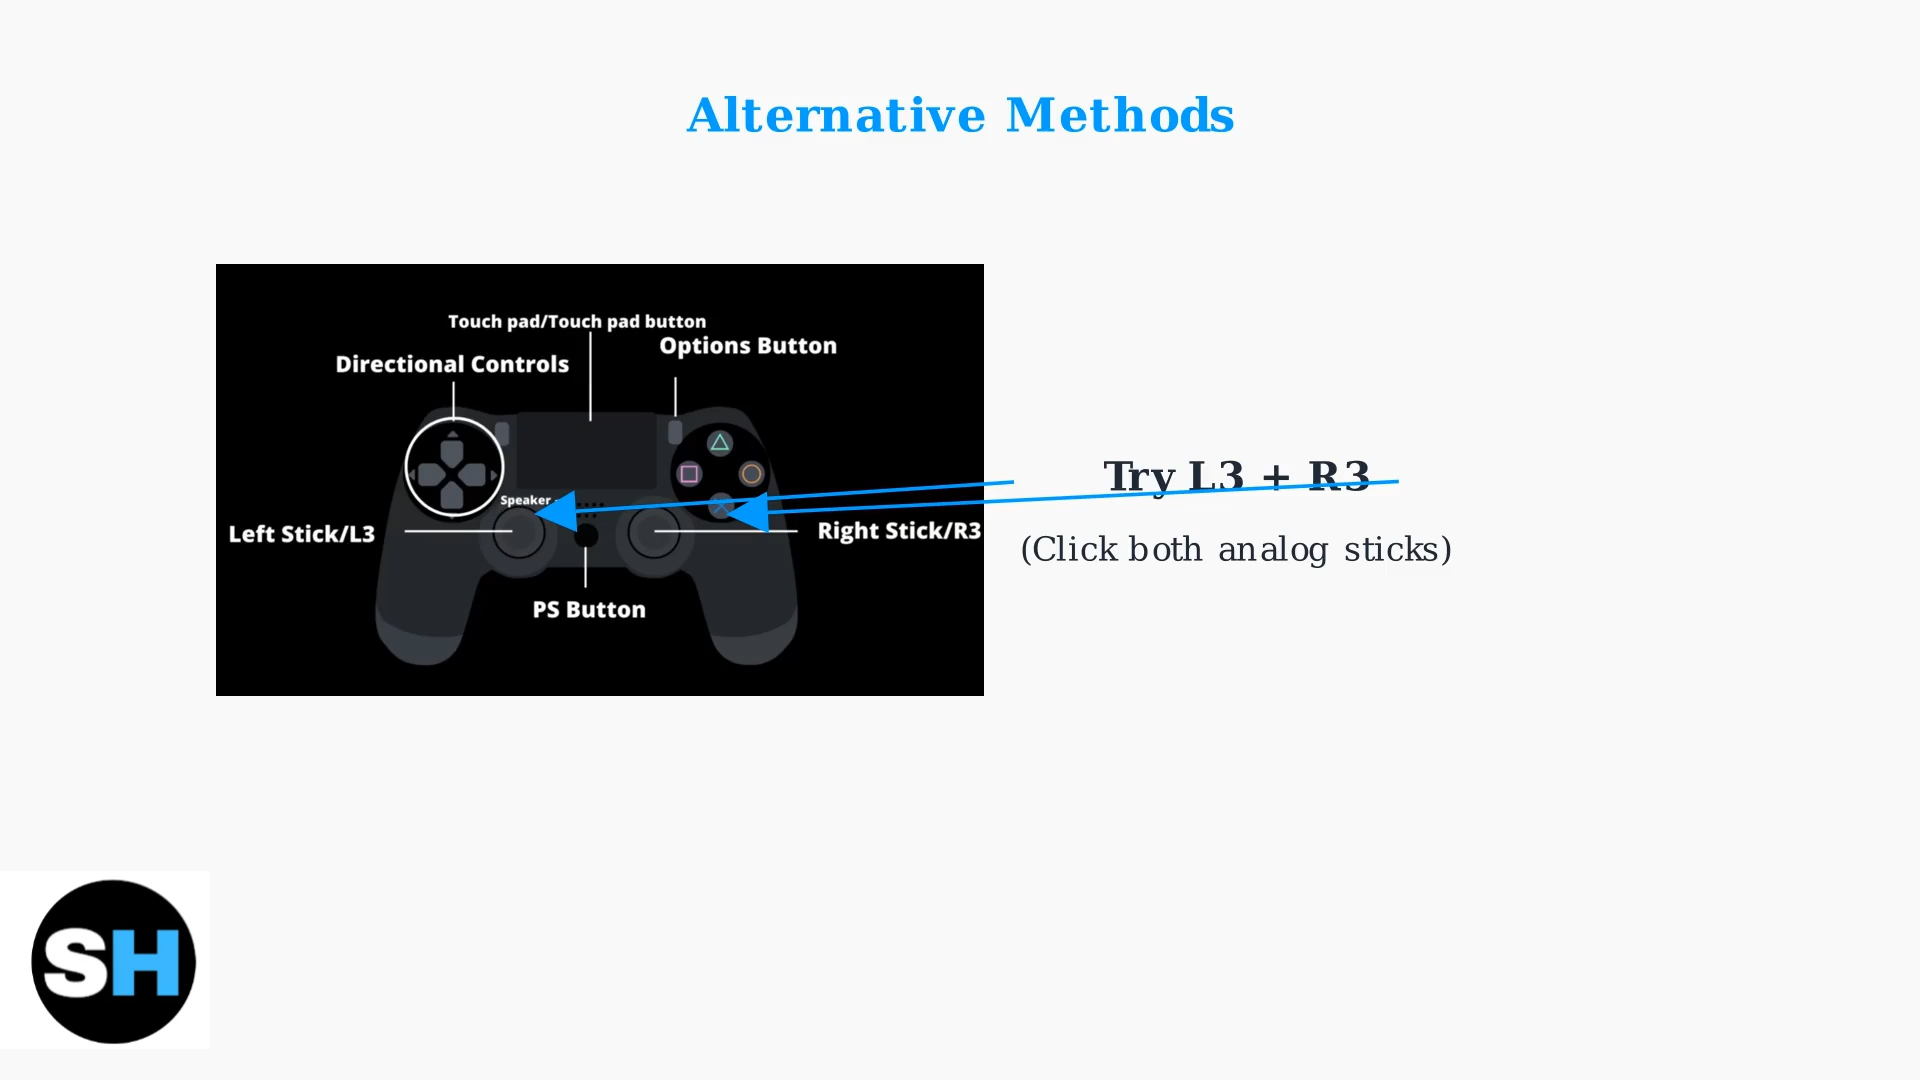 Alternative Methods
Touch pad/Touch pad button
Options Button
Directional Controls
Speaker
Left Stick/L3
Right Stick/R3
PS Button
Try L3 + R3
(Click both analog sticks)
SH